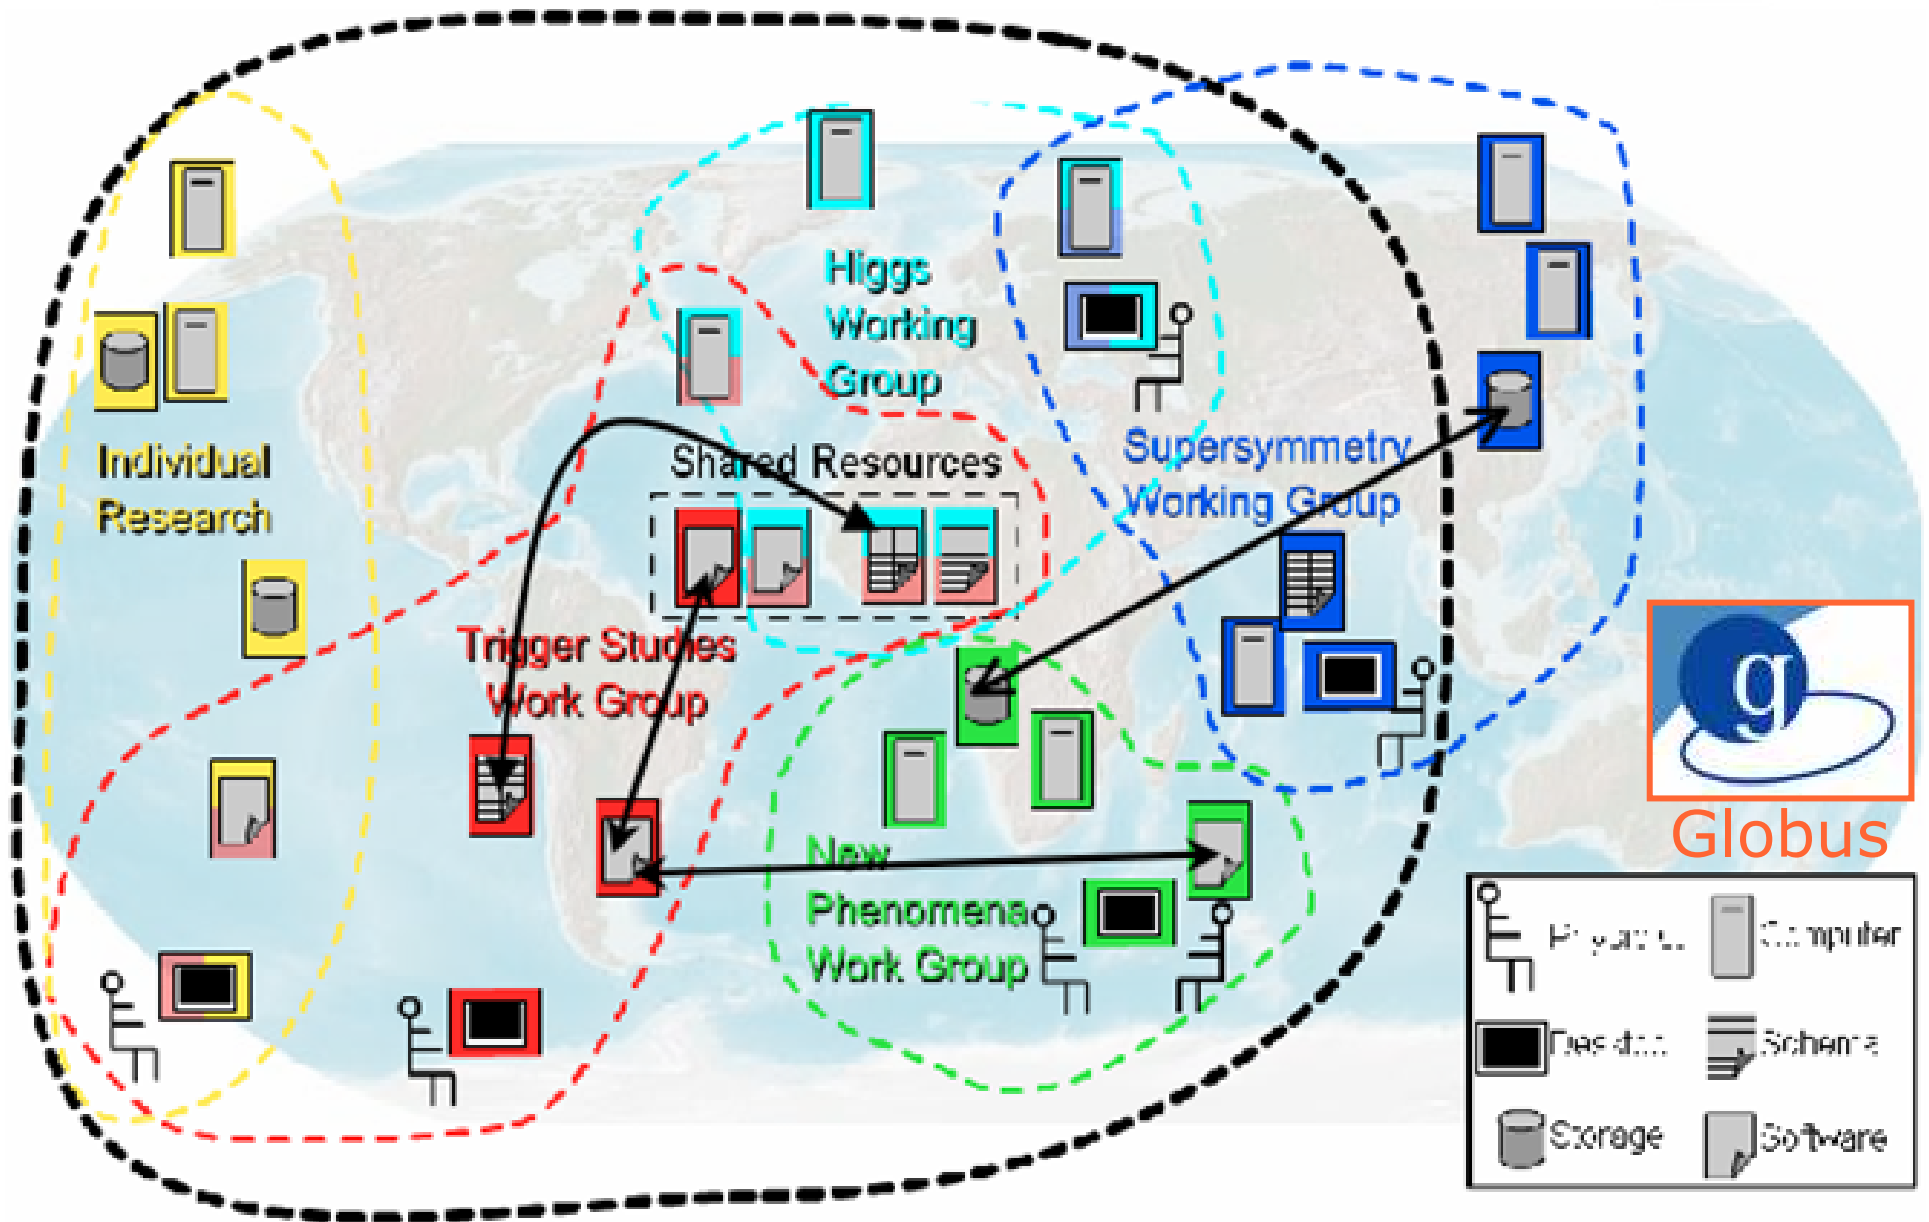 Higgs
Working
Group
Individual
Research
Shared Resources
Supersymmetry
Working Group
Trigger Studies
Work Group
New
Phenomena
Work Group
g
Globus
Computer
Desktop
Schema
Storage
Software